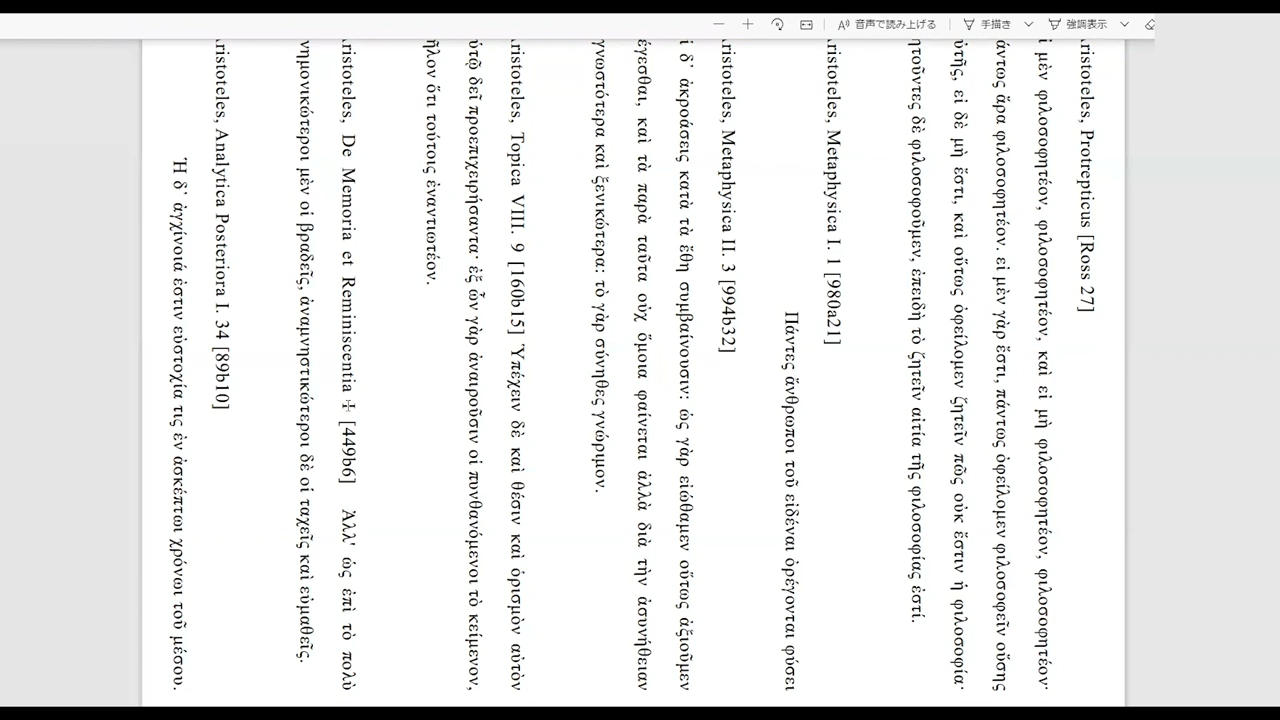 音声で読み上げる
手描き
強調表示
ristoteles, Protrepticus [Ross 27]
ἰ μὲν φιλοσοφητέον, φιλοσοφητέον, καὶ εἰ μὴ φιλοσοφητέον, φιλοσοφητέον·
άντως ἄρα φιλοσοφητέον. εἰ μὲν γὰρ ἔστι, πάντως ὀφείλομεν φιλοσοφεῖν οὔσης
ὐτῆς, εἰ δὲ μὴ ἔστι, καὶ οὕτως ὀφείλομεν ζητεῖν πῶς οὐκ ἔστιν ἡ φιλοσοφία·
ητοῦντες δὲ φιλοσοφοῦμεν, ἐπειδὴ τὸ ζητεῖν αἰτία τῆς φιλοσοφίας ἐστί.
ristoteles, Metaphysica I. 1 [980a21]
Πάντες ἄνθρωποι τοῦ εἰδέναι ὀρέγονται φύσει
ristoteles, Metaphysica II. 3 [994b32]
ἱ δ' ἀκροάσεις κατὰ τὰ ἔθη συμβαίνουσιν: ὡς γὰρ εἰώθαμεν οὕτως ἀξιοῦμεν
έγεσθαι, καὶ τὰ παρὰ ταῦτα οὐχ ὅμοια φαίνεται ἀλλὰ διὰ τὴν ἀσυνήθειαν
γνωστότερα καὶ ξενικώτερα: τὸ γὰρ σύνηθες γνώριμον.
ristoteles, Topica VIII. 9 [160b15] Ὑπέχειν δὲ καὶ θέσιν καὶ ὁρισμὸν αὐτὸν
ὑτῷ δεῖ προεπιχειρήσαντα· ἐξ ὧν γὰρ ἀναιροῦσιν οἱ πυνθανόμενοι τὸ κείμενον,
ῆλον ὅτι τούτοις ἐναντιωτέον.
ristoteles, De Memoria et Reminiscentia [449b6] Ἀλλ' ὡς ἐπὶ τὸ πολὺ
νημονικώτεροι μὲν οἱ βραδεῖς, ἀναμνηστικώτεροι δὲ οἱ ταχεῖς καὶ εὐμαθεῖς.
ristoteles, Analytica Posteriora I. 34 [89b10]
Ἡ δ' ἀγχίνοιά ἐστιν εὐστοχία τις ἐν ἀσκέπτωι χρόνωι τοῦ μέσου.